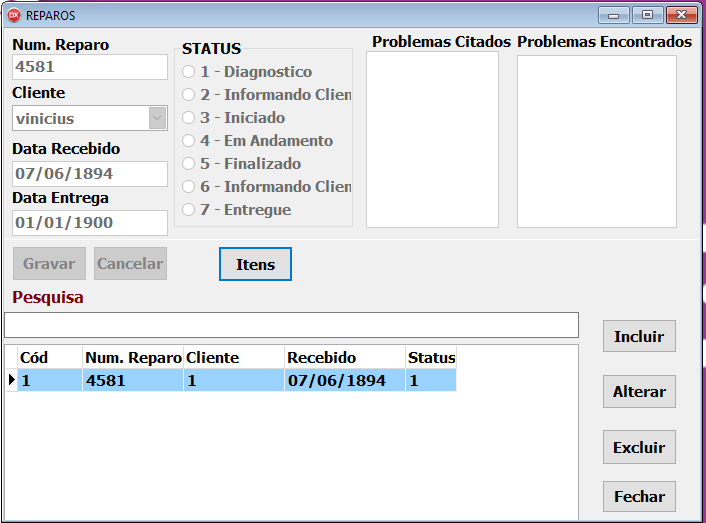 DX REPAROS
Num. Reparo
4581
Cliente
vinicius
Data Recebido
07/06/1894
Data Entrega
01/01/1900
STATUS
1 - Diagnostico
2 - Informando Clien
3 - Iniciado
4 - Em Andamento
5 - Finalizado
6 - Informando Clien
7 - Entregue
Problemas Citados
Problemas Encontrados
Gravar
Cancelar
Itens
Pesquisa
Cód Num. Reparo Cliente Recebido Status
1 4581 1 07/06/1894 1
Incluir
Alterar
Excluir
Fechar